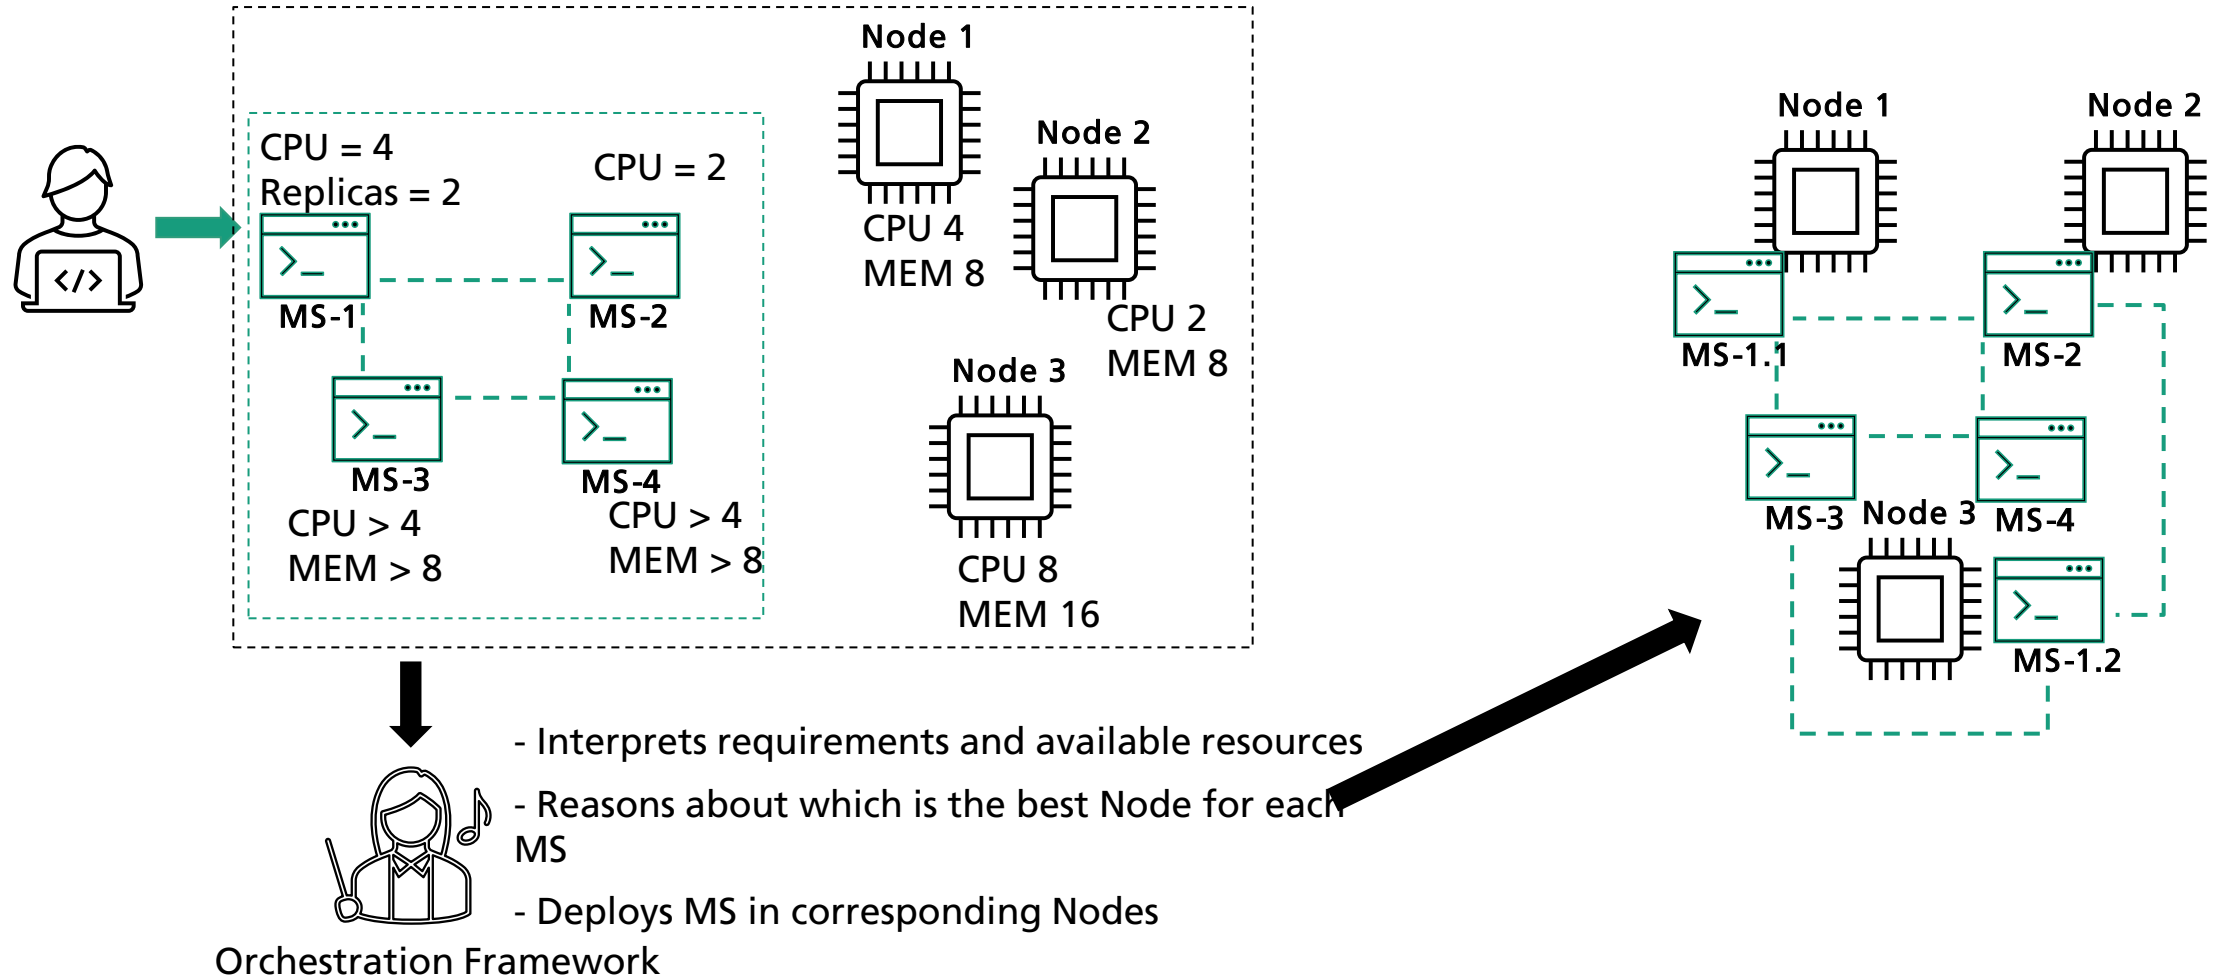 Node 1
Node 2
CPU = 4
Replicas = 2
CPU = 2
CPU 4
MEM 8
CPU 2
MEM 8
</>
MS-1
MS-2
Node 3
MS-3
MS-4
CPU > 4
MEM > 8
CPU > 4
MEM > 8
CPU 8
MEM 16
Node 1
Node 2
MS-1.1
MS-2
MS-3
Node 3
MS-4
MS-1.2
- Interprets requirements and available resources
- Reasons about which is the best Node for each
MS
- Deploys MS in corresponding Nodes
Orchestration Framework